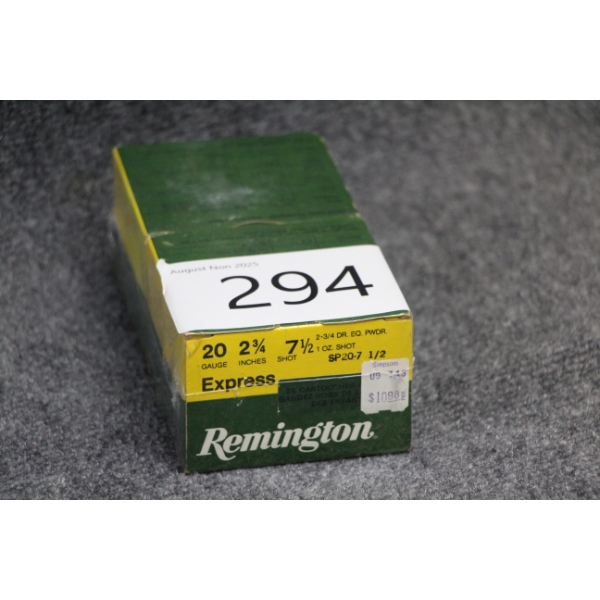 August Non 2025
294
20 2¾ 7½ 2-3/4 DR. EQ. PWDR.
GAUGE INCHES SHOT 1 OZ. SHOT
SP20-7 1/2
Express
Remington